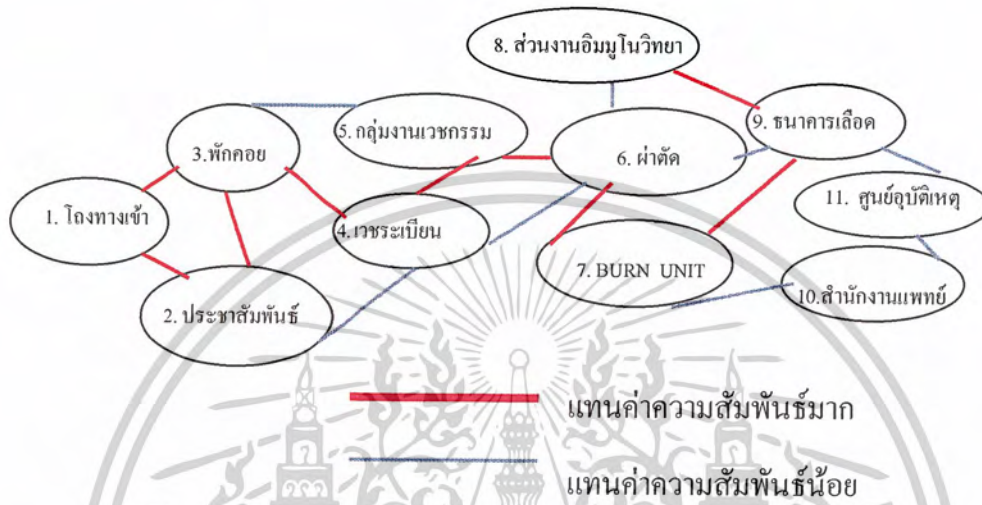 8. ส่วนงานอิมมูโนวิทยา
9. ธนาคารเลือด
5. กลุ่มงานเวชกรรม
3.พักคอย
6. ผ่าตัด
11. ศูนย์อุบัติเหตุ
1. โถงทางเข้า
4.เวชระเบียน
7. BURN UNIT
10.สำนักงานแพทย์
2. ประชาสัมพันธ์
แทนค่าความสัมพันธ์มาก
แทนค่าความสัมพันธ์น้อย